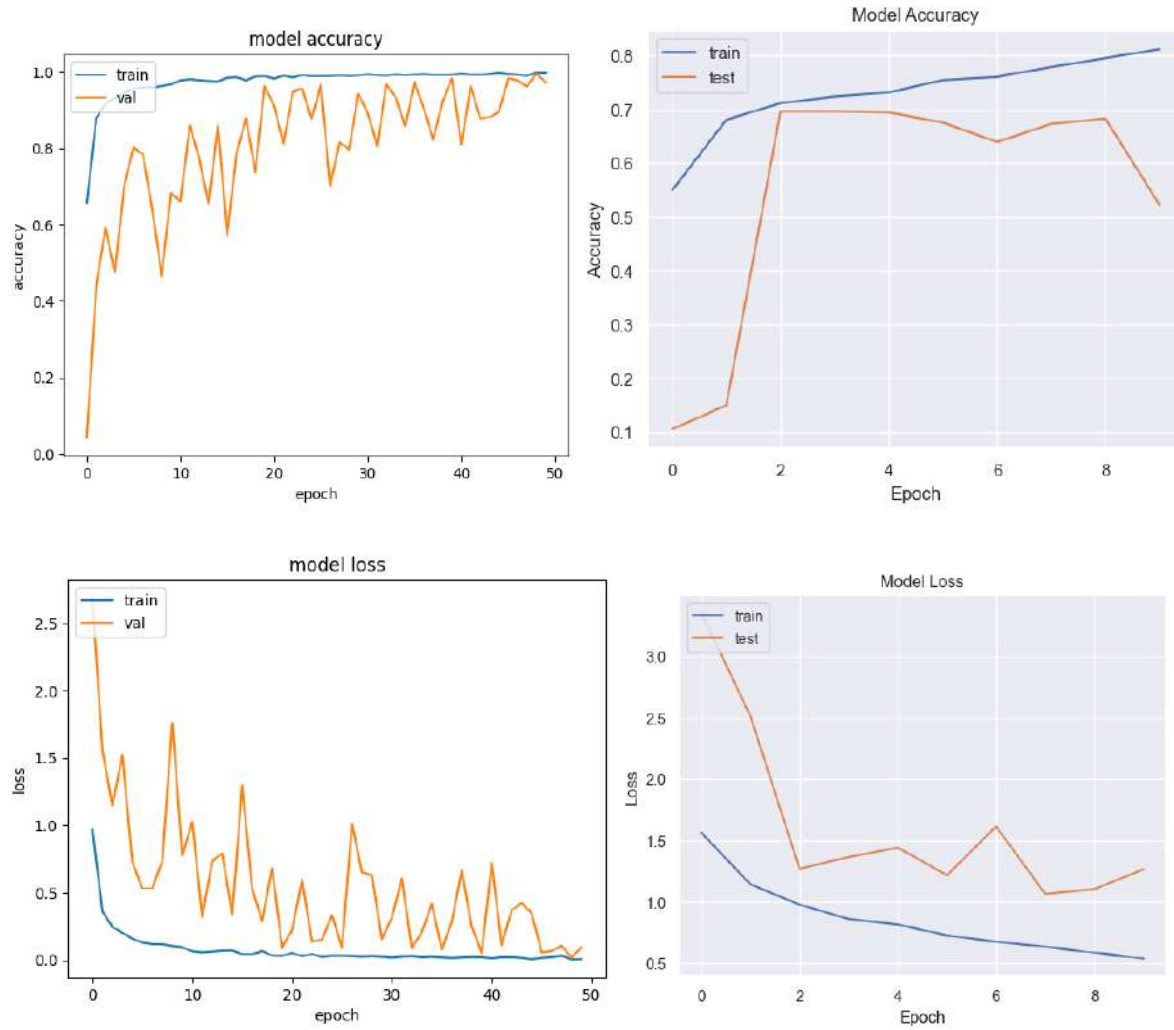 model accuracy
train
val
1.0
0.8
0.6
0.4
0.2
0.0
accuracy
0
10
20
30
40
50
epoch
Model Accuracy
train
test
0.8
0.7
0.6
0.5
0.4
0.3
0.2
0.1
Accuracy
0
2
4
6
8
Epoch
model loss
train
val
2.5
2.0
1.5
1.0
0.5
0.0
loss
0
10
20
30
40
50
epoch
Model Loss
train
test
3.0
2.5
2.0
1.5
1.0
0.5
Loss
0
2
4
6
8
Epoch